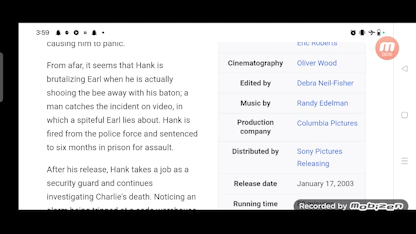 3:59
causing him to panic.
From afar, it seems that Hank is
brutalizing Earl when he is actually
shooing the bee away with his baton; a
man catches the incident on video, in
which a spiteful Earl lies about. Hank is
fired from the police force and sentenced
to six months in prison for assault.
After his release, Hank takes a job as a
security guard and continues
investigating Charlie's death. Noticing an
Eric Roberts
Cinematography Oliver Wood
Edited by Debra Neil-Fisher
Music by Randy Edelman
Production company Columbia Pictures
Distributed by Sony Pictures
Releasing
Release date January 17, 2003
Running time
Recorded by Mobizen